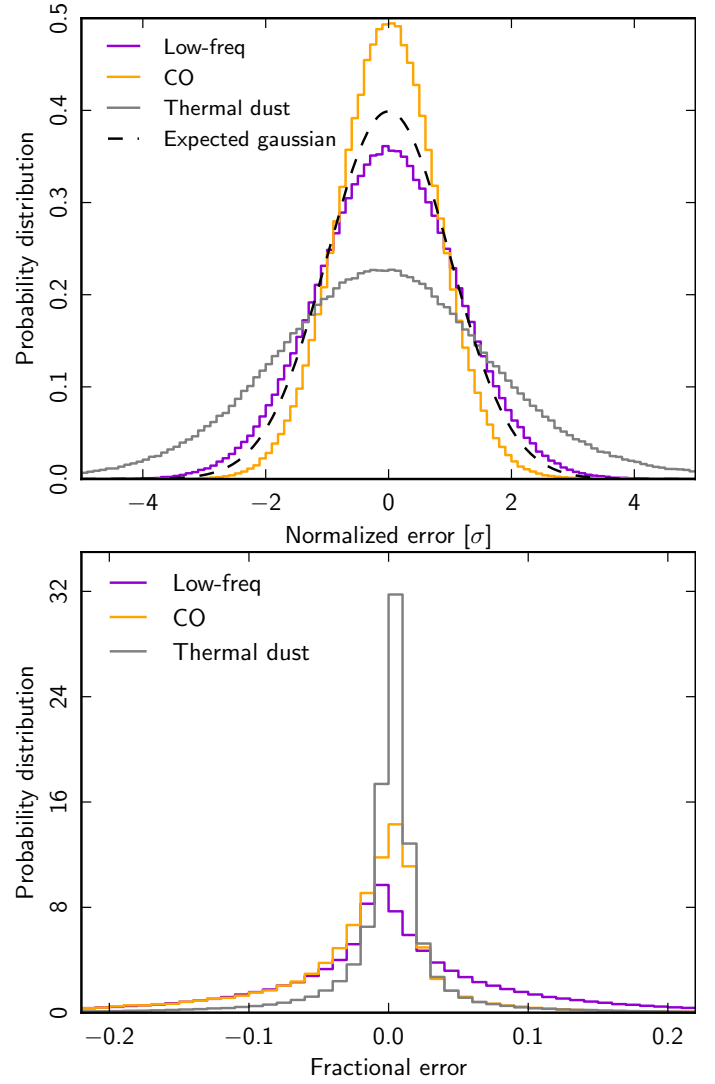 0.5
Low-freq
CO
Thermal dust
Expected gaussian
0.4
0.3
0.2
0.1
0.0
Probability distribution
−4 −2 0 2 4
Normalized error [σ]
Low-freq
CO
Thermal dust
32
24
16
8
0
Probability distribution
−0.2 −0.1 0.0 0.1 0.2
Fractional error